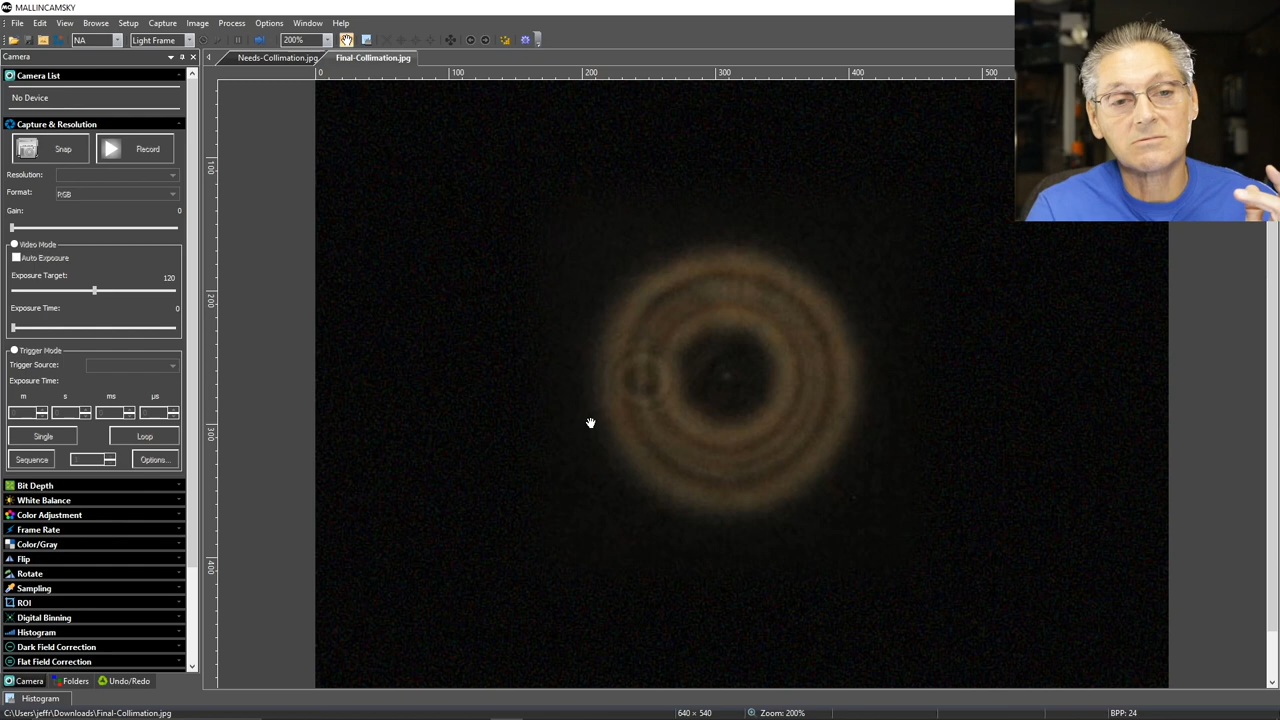 MALLINCAMSKY
File Edit View Browse Setup Capture Image Process Options Window Help
NA Light Frame 200%
Camera
Needs-Collimation.jpg Final-Collimation.jpg
0 100 200 300 400 500
100
200
300
400
Camera List
No Device
Capture & Resolution
Snap Record
Resolution:
Format: RGB
Gain: 0
Video Mode
Auto Exposure
Exposure Target: 120
Exposure Time: 0
Trigger Mode
Trigger Source:
Exposure Time:
m s ms µs
Single Loop
Sequence Options...
Bit Depth
White Balance
Color Adjustment
Frame Rate
Color/Gray
Flip
Rotate
Sampling
ROI
Digital Binning
Histogram
Dark Field Correction
Flat Field Correction
Camera Folders Undo/Redo
Histogram
C:\Users\jeffr\Downloads\Final-Collimation.jpg 640 × 540 Zoom: 200% BPP: 24